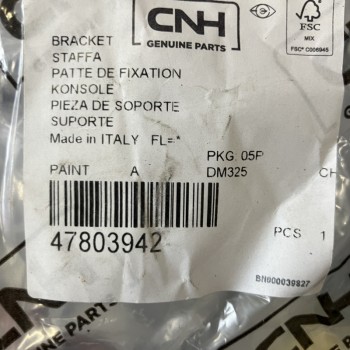 CNH
GENUINE PARTS
FSC
MIX
FSC® C006945
BRACKET
STAFFA
PATTE DE FIXATION
KONSOLE
PIEZA DE SOPORTE
SUPORTE
Made in ITALY FL=*
PKG. 05P
PAINT A DM325 CH
47803942
PCS 1